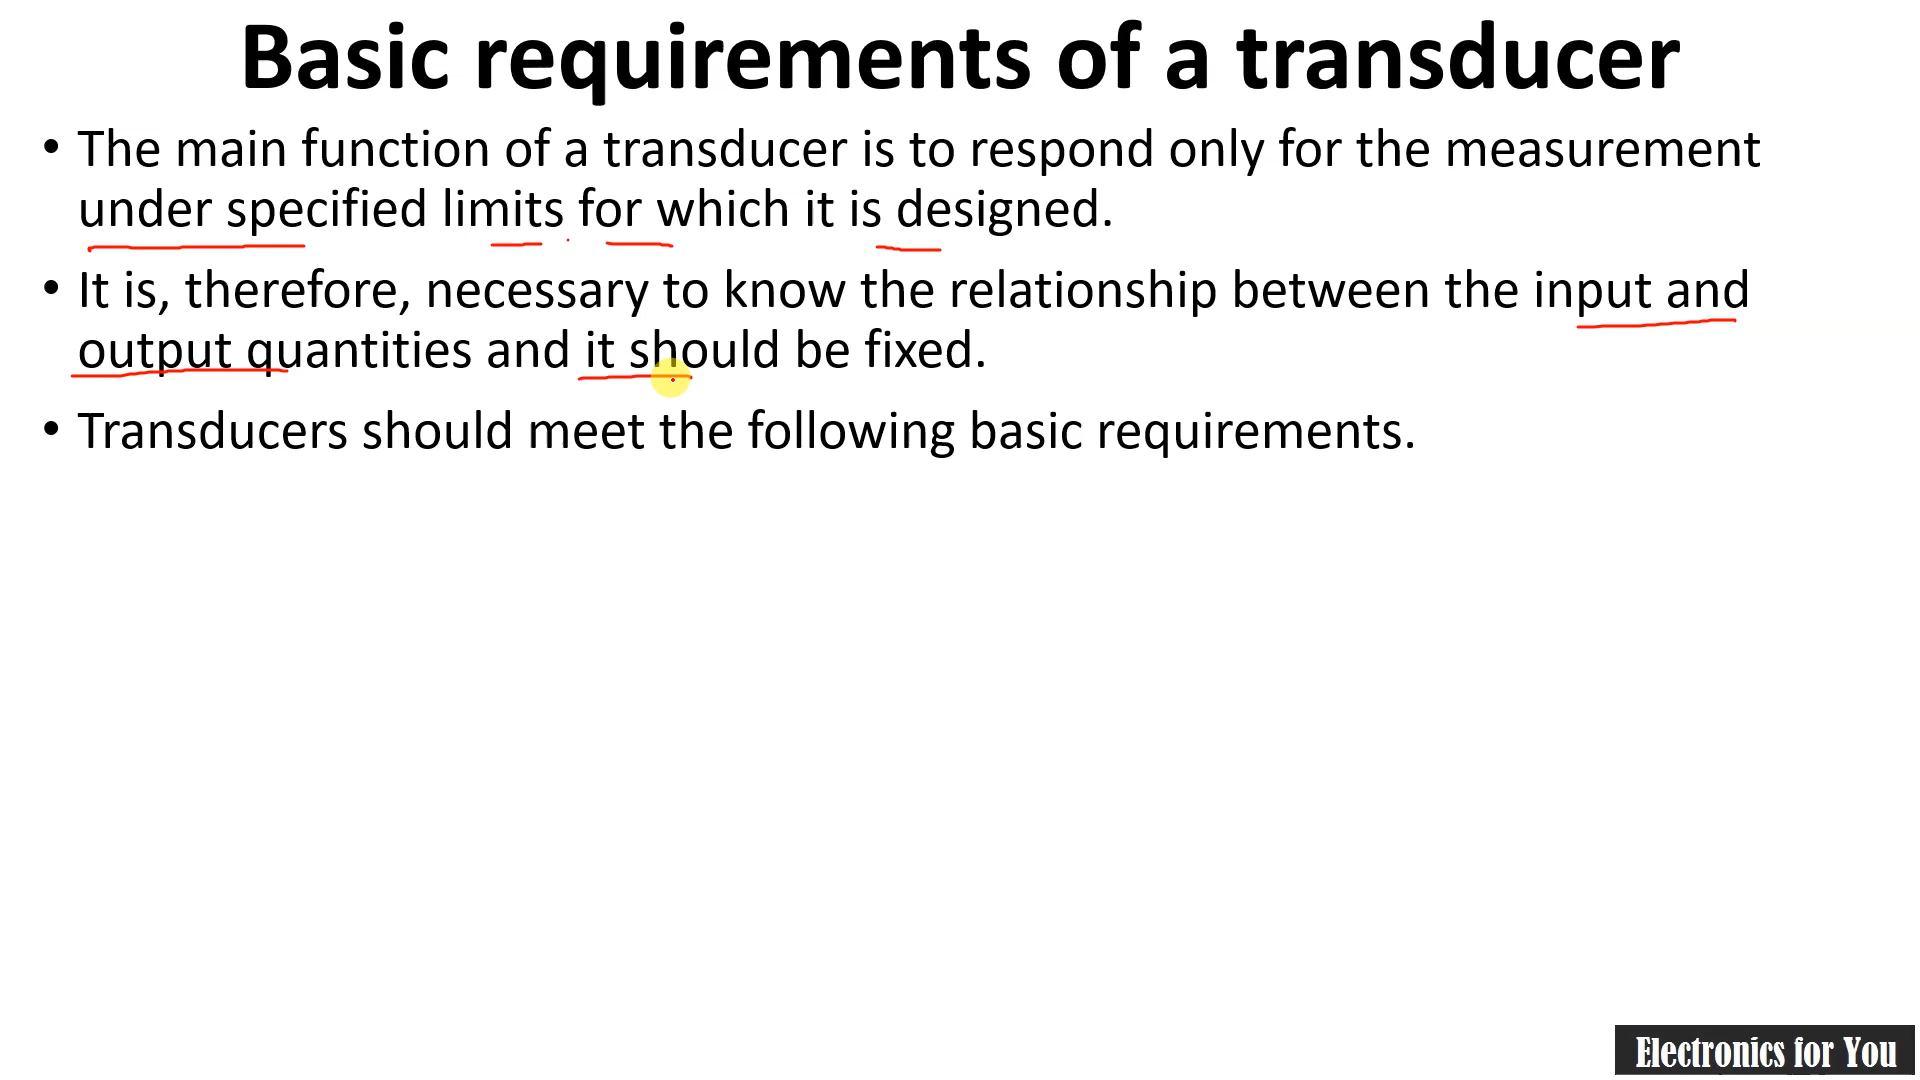 Basic requirements of a transducer
• The main function of a transducer is to respond only for the measurement
under specified limits for which it is designed.
• It is, therefore, necessary to know the relationship between the input and
output quantities and it should be fixed.
• Transducers should meet the following basic requirements.
Electronics for You